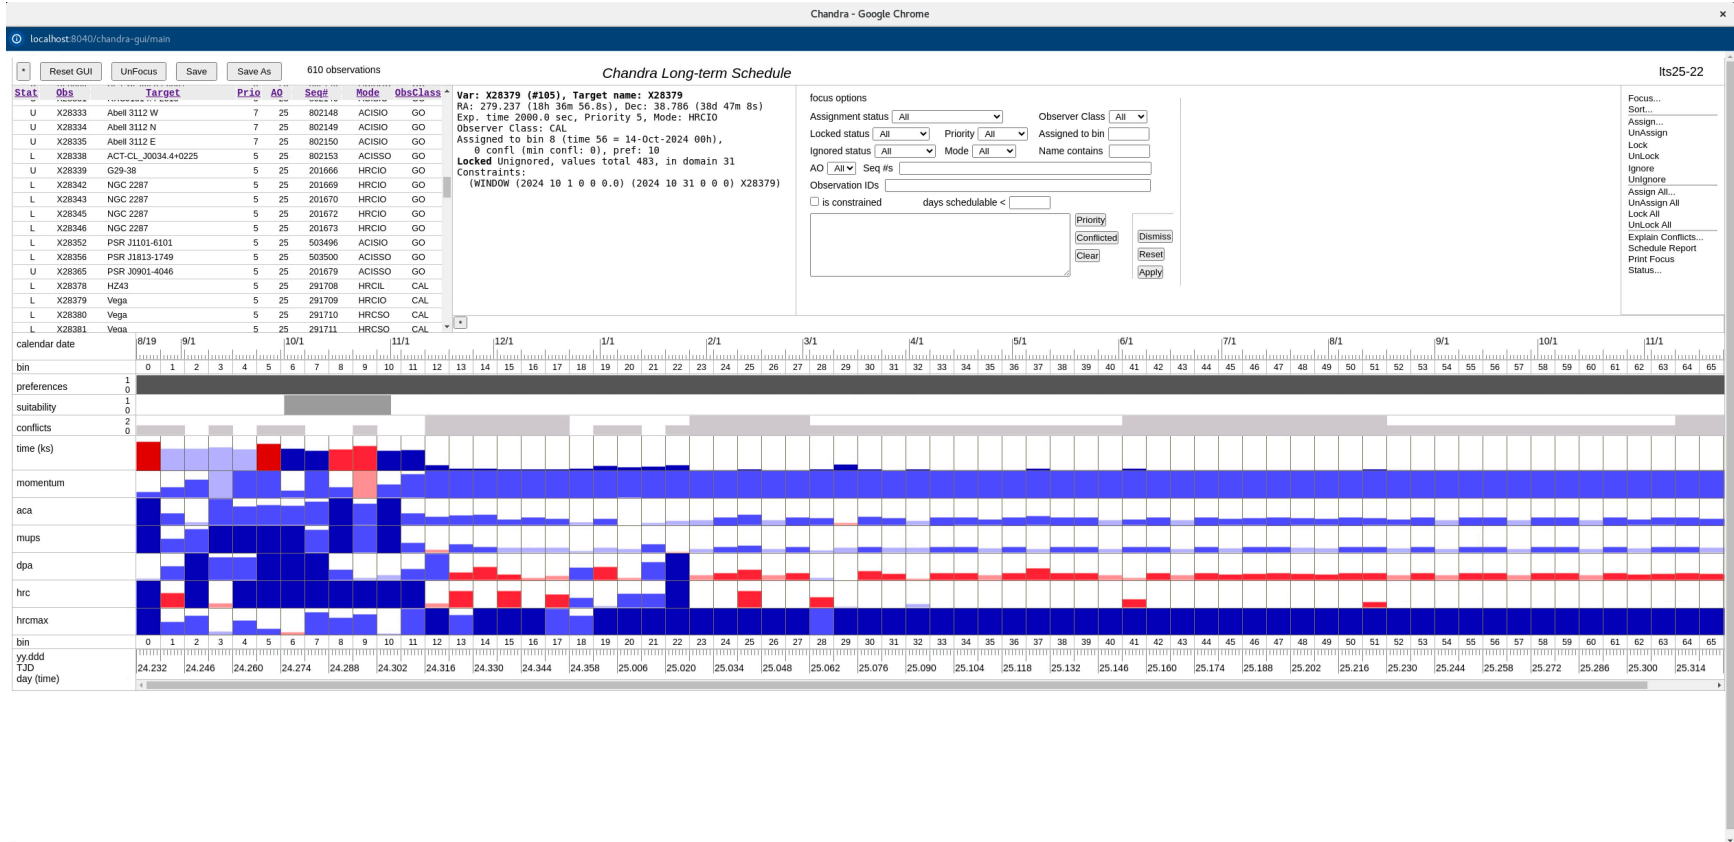 Chandra - Google Chrome ×
localhost:8040/chandra-gui/main
* Reset GUI UnFocus Save Save As 610 observations Chandra Long-term Schedule lts25-22
Stat Obs Target Prio AO Seq# Mode ObsClass
U X28333 Abell 3112 W 7 25 802148 ACISIO GO
U X28334 Abell 3112 N 7 25 802149 ACISIO GO
U X28335 Abell 3112 E 7 25 802150 ACISIO GO
L X28338 ACT-CL_J0034.4+0225 5 25 802153 ACISSO GO
U X28339 G29-38 5 25 201666 HRCIO GO
L X28342 NGC 2287 5 25 201669 HRCIO GO
L X28343 NGC 2287 5 25 201670 HRCIO GO
L X28345 NGC 2287 5 25 201672 HRCIO GO
L X28346 NGC 2287 5 25 201673 HRCIO GO
L X28352 PSR J1101-6101 5 25 503496 ACISIO GO
L X28356 PSR J1813-1749 5 25 503500 ACISSO GO
U X28365 PSR J0901-4046 5 25 201679 ACISSO GO
L X28378 HZ43 5 25 291708 HRCIL CAL
L X28379 Vega 5 25 291709 HRCIO CAL
L X28380 Vega 5 25 291710 HRCSO CAL
L X28381 Vega 5 25 291711 HRCSO CAL
Var: X28379 (#105), Target name: X28379
RA: 279.237 (18h 36m 56.8s), Dec: 38.786 (38d 47m 8s)
Exp. time 2000.0 sec, Priority 5, Mode: HRCIO
Observer Class: CAL
Assigned to bin 8 (time 56 = 14-Oct-2024 00h),
0 confl (min confl: 0), pref: 10
Locked Unignored, values total 483, in domain 31
Constraints:
(WINDOW (2024 10 1 0 0 0.0) (2024 10 31 0 0 0) X28379)
*
focus options
Assignment status All Observer Class All
Locked status All Priority All Assigned to bin
Ignored status All Mode All Name contains
AO All Seq #s
Observation IDs
is constrained days schedulable <
Priority
Conflicted
Clear
Dismiss
Reset
Apply
Focus...
Sort...
Assign...
UnAssign
Lock
UnLock
Ignore
UnIgnore
Assign All...
UnAssign All
Lock All
UnLock All
Explain Conflicts...
Schedule Report
Print Focus
Status...
calendar date 8/19 9/1 10/1 11/1 12/1 1/1 2/1 3/1 4/1 5/1 6/1 7/1 8/1 9/1 10/1 11/1
bin 0 1 2 3 4 5 6 7 8 9 10 11 12 13 14 15 16 17 18 19 20 21 22 23 24 25 26 27 28 29 30 31 32 33 34 35 36 37 38 39 40 41 42 43 44 45 46 47 48 49 50 51 52 53 54 55 56 57 58 59 60 61 62 63 64 65
preferences 1 0
suitability 1 0
conflicts 2 0
time (ks)
momentum
aca
mups
dpa
hrc
hrcmax
bin 0 1 2 3 4 5 6 7 8 9 10 11 12 13 14 15 16 17 18 19 20 21 22 23 24 25 26 27 28 29 30 31 32 33 34 35 36 37 38 39 40 41 42 43 44 45 46 47 48 49 50 51 52 53 54 55 56 57 58 59 60 61 62 63 64 65
yy.ddd
TJD 24.232 24.246 24.260 24.274 24.288 24.302 24.316 24.330 24.344 24.358 25.006 25.020 25.034 25.048 25.062 25.076 25.090 25.104 25.118 25.132 25.146 25.160 25.174 25.188 25.202 25.216 25.230 25.244 25.258 25.272 25.286 25.300 25.314
day (time)